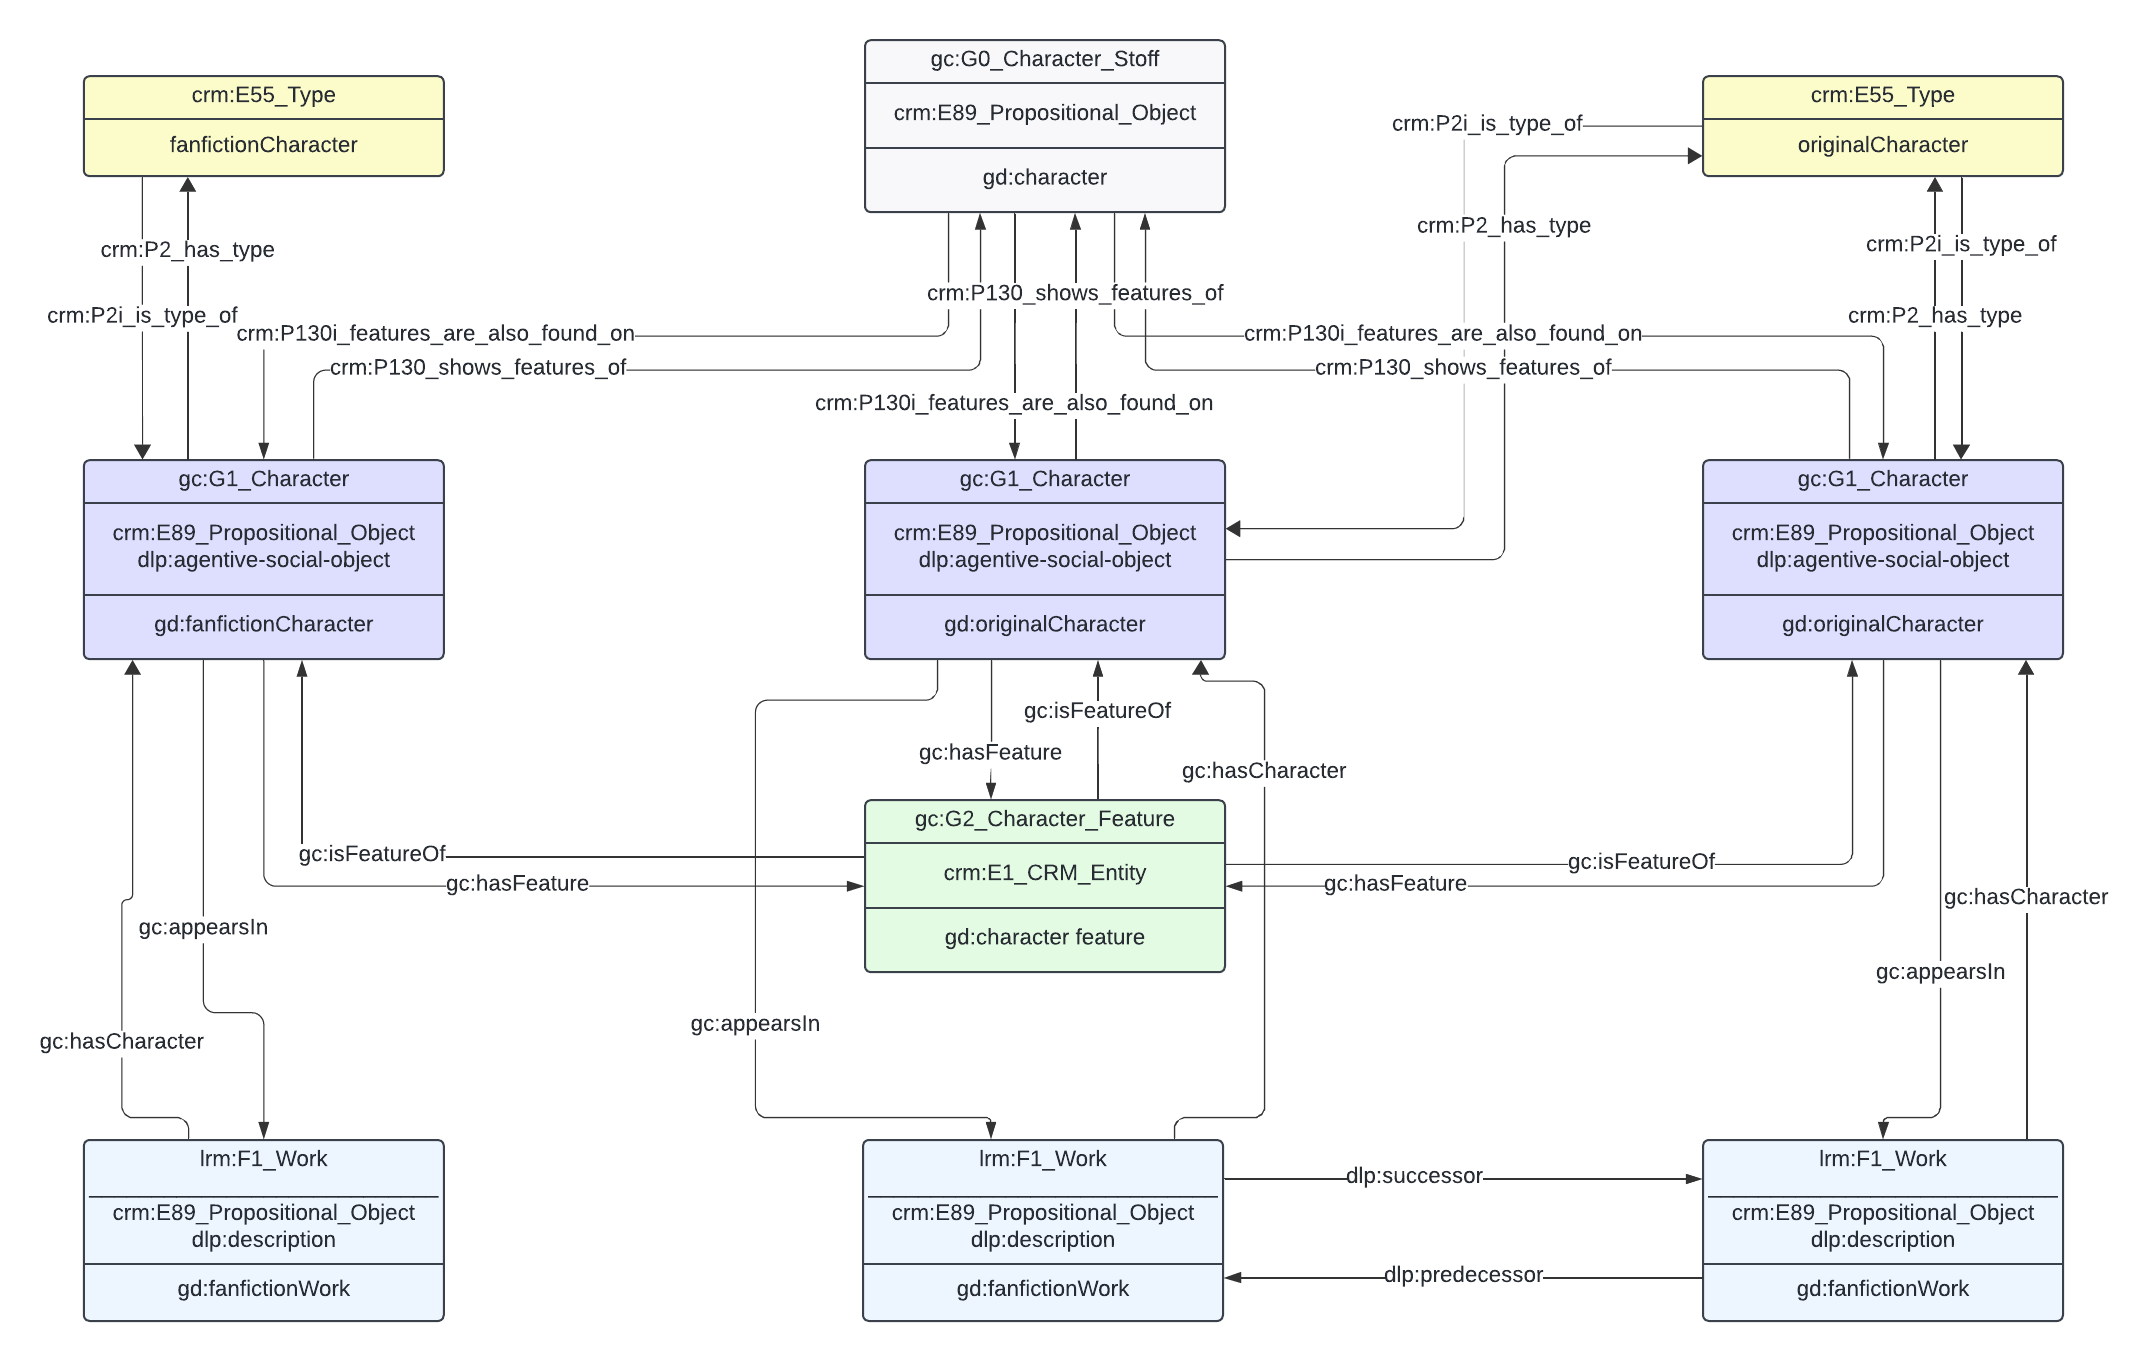 gc:G0_Character_Stoff
crm:E89_Propositional_Object
gd:character
crm:E55_Type
fanfictionCharacter
crm:E55_Type
originalCharacter
crm:P2i_is_type_of
crm:P2_has_type
crm:P2_has_type
crm:P2i_is_type_of
crm:P2i_is_type_of
crm:P2_has_type
crm:P130_shows_features_of
crm:P130i_features_are_also_found_on
crm:P130i_features_are_also_found_on
crm:P130_shows_features_of
crm:P130_shows_features_of
crm:P130i_features_are_also_found_on
gc:G1_Character
crm:E89_Propositional_Object
dlp:agentive-social-object
gd:fanfictionCharacter
gc:G1_Character
crm:E89_Propositional_Object
dlp:agentive-social-object
gd:originalCharacter
gc:G1_Character
crm:E89_Propositional_Object
dlp:agentive-social-object
gd:originalCharacter
gc:isFeatureOf
gc:hasFeature
gc:hasCharacter
gc:G2_Character_Feature
crm:E1_CRM_Entity
gd:character feature
gc:isFeatureOf
gc:hasFeature
gc:isFeatureOf
gc:hasFeature
gc:hasCharacter
gc:appearsIn
gc:appearsIn
gc:appearsIn
gc:hasCharacter
lrm:F1_Work
crm:E89_Propositional_Object
dlp:description
gd:fanfictionWork
lrm:F1_Work
crm:E89_Propositional_Object
dlp:description
gd:fanfictionWork
dlp:successor
dlp:predecessor
lrm:F1_Work
crm:E89_Propositional_Object
dlp:description
gd:fanfictionWork